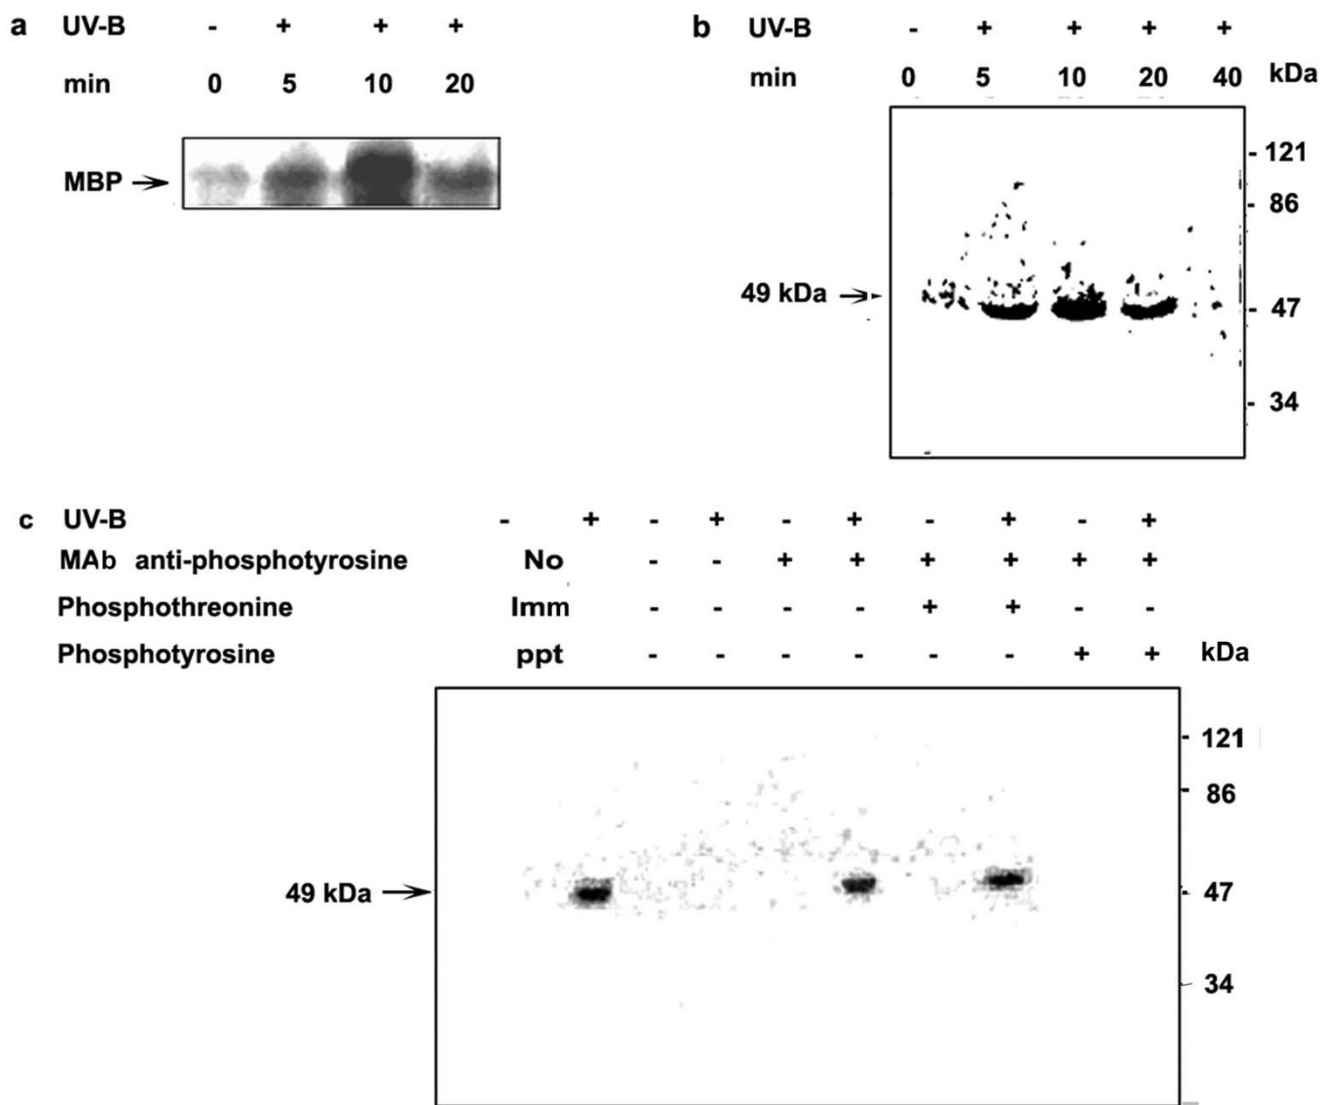 a UV-B - + + +
min 0 5 10 20
MBP
b UV-B - + + + +
min 0 5 10 20 40 kDa
- 121
- 86
49 kDa
- 47
- 34
c UV-B - + - + - + - + - +
MAb anti-phosphotyrosine No - - + + + + + +
Phosphothreonine Imm - - - - + + - -
Phosphotyrosine ppt - - - - - - + + kDa
- 121
- 86
49 kDa
- 47
- 34